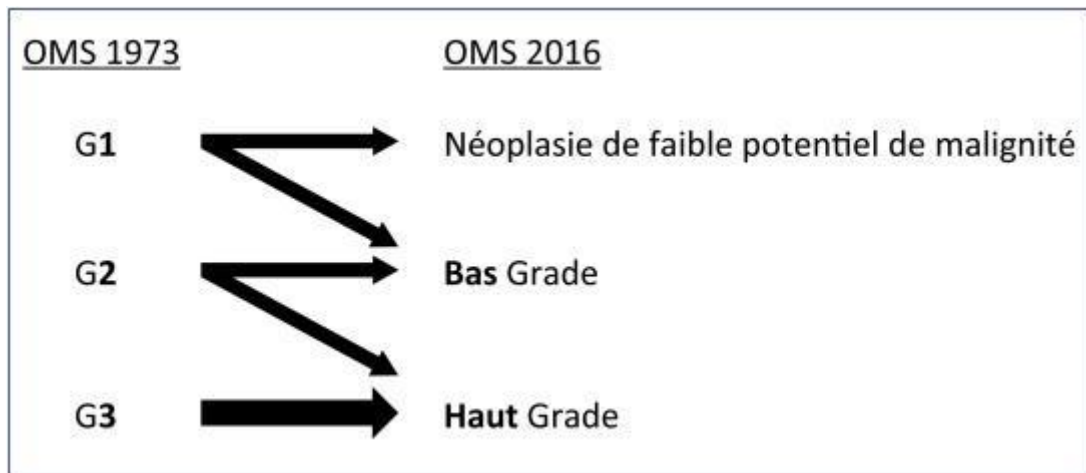 OMS 1973 OMS 2016
G1 Néoplasie de faible potentiel de malignité
G2 Bas Grade
G3 Haut Grade